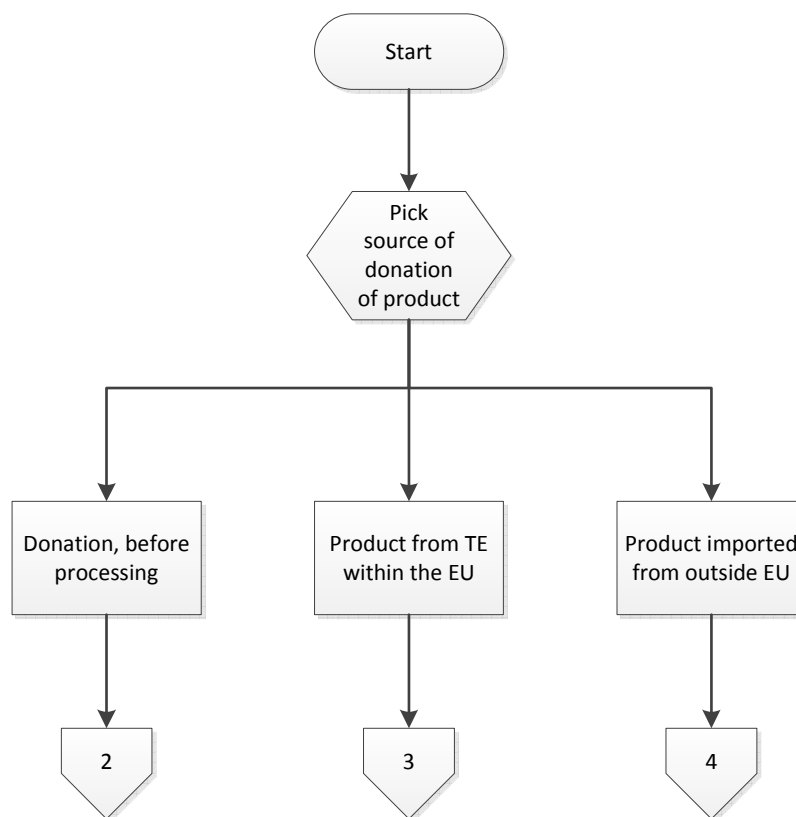 Start
Pick
source of
donation
of product
Donation, before
processing
Product from TE
within the EU
Product imported
from outside EU
2
3
4